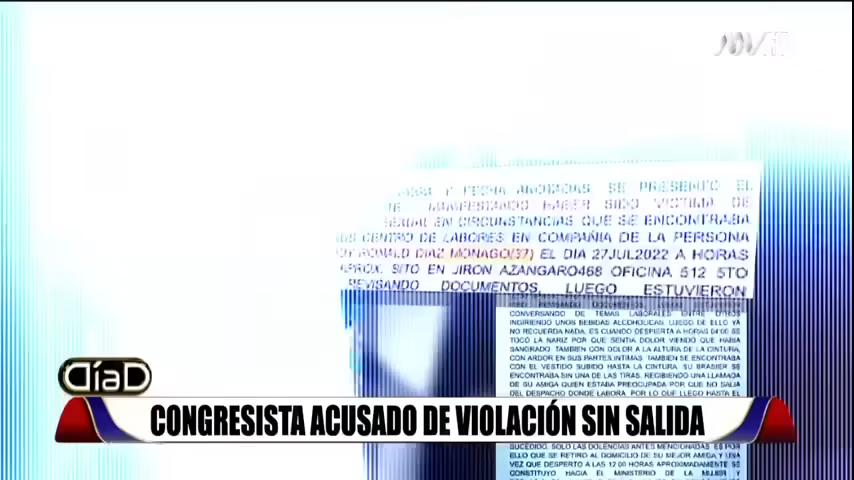 Y FECHA ANOTADAS, SE PRESENTO EL
MANIFESTANDO HABER SIDO VICTIMA DE
SEXUAL EN CIRCUNSTANCIAS QUE SE ENCONTRABA
CENTRO DE LABORES EN COMPAÑIA DE LA PERSONA
RONALD DIAZ MONAGO(37) EL DIA 27JUL2022 A HORAS
APROX. SITO EN JIRON AZANGARO468 OFICINA 512 5TO
REVISANDO DOCUMENTOS, LUEGO ESTUVIERON
REVISANDO DOCUMENTOS
CONVERSANDO DE TEMAS LABORALES ENTRE OTROS
INGIRIENDO UNOS BEBIDAS ALCOHOLICAS, LUEGO DE ELLO YA
NO RECUERDA NADA, ES CUANDO DESPIERTA A HORAS 04:00 SE
TOCÓ LA NARIZ POR QUE SENTIA DOLOR VIENDO QUE HABIA
SANGRADO, TAMBIEN CON DOLOR A LA ALTURA DE LA CINTURA,
CON ARDOR EN SUS PARTES INTIMAS, TAMBIEN SE ENCONTRABA
CON EL VESTIDO SUBIDO HASTA LA CINTURA, SU BRASIER SE
ENCONTRABA SIN UNA DE LAS TIRAS, RECIBIENDO UNA LLAMADA
DE SU AMIGA QUIEN ESTABA PREOCUPADA POR QUE NO SALIA
DEL DESPACHO DONDE LABORA, POR LO QUE LUEGO HASTA EL
DíaD
CONGRESISTA ACUSADO DE VIOLACIÓN SIN SALIDA
SUCEDIDO, SOLO LAS DOLENCIAS ANTES MENCIONADAS, ES POR
ELLO QUE SE RETIRO AL DOMICILIO DE SU MEJOR AMIGA Y UNA
VEZ QUE DESPERTO A LAS 12:00 HORAS APROXIMADAMENTE SE
CONSTITUYO HACIA EL MINISTERIO DE LA MUJER Y